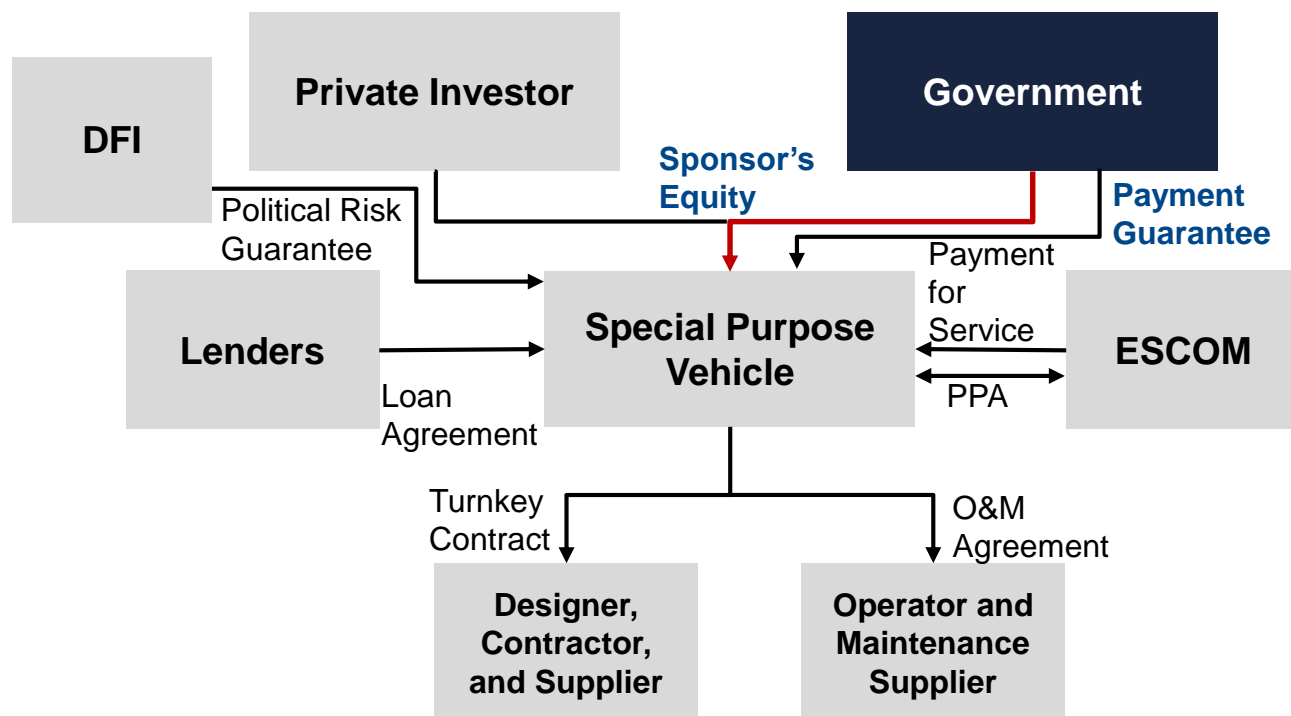 Private Investor
Government
DFI
Sponsor’s
Equity
Payment
Guarantee
Political Risk
Guarantee
Payment
for
Service
Lenders
Special Purpose
Vehicle
ESCOM
PPA
Loan
Agreement
Turnkey
Contract
O&M
Agreement
Designer,
Contractor,
and Supplier
Operator and
Maintenance
Supplier